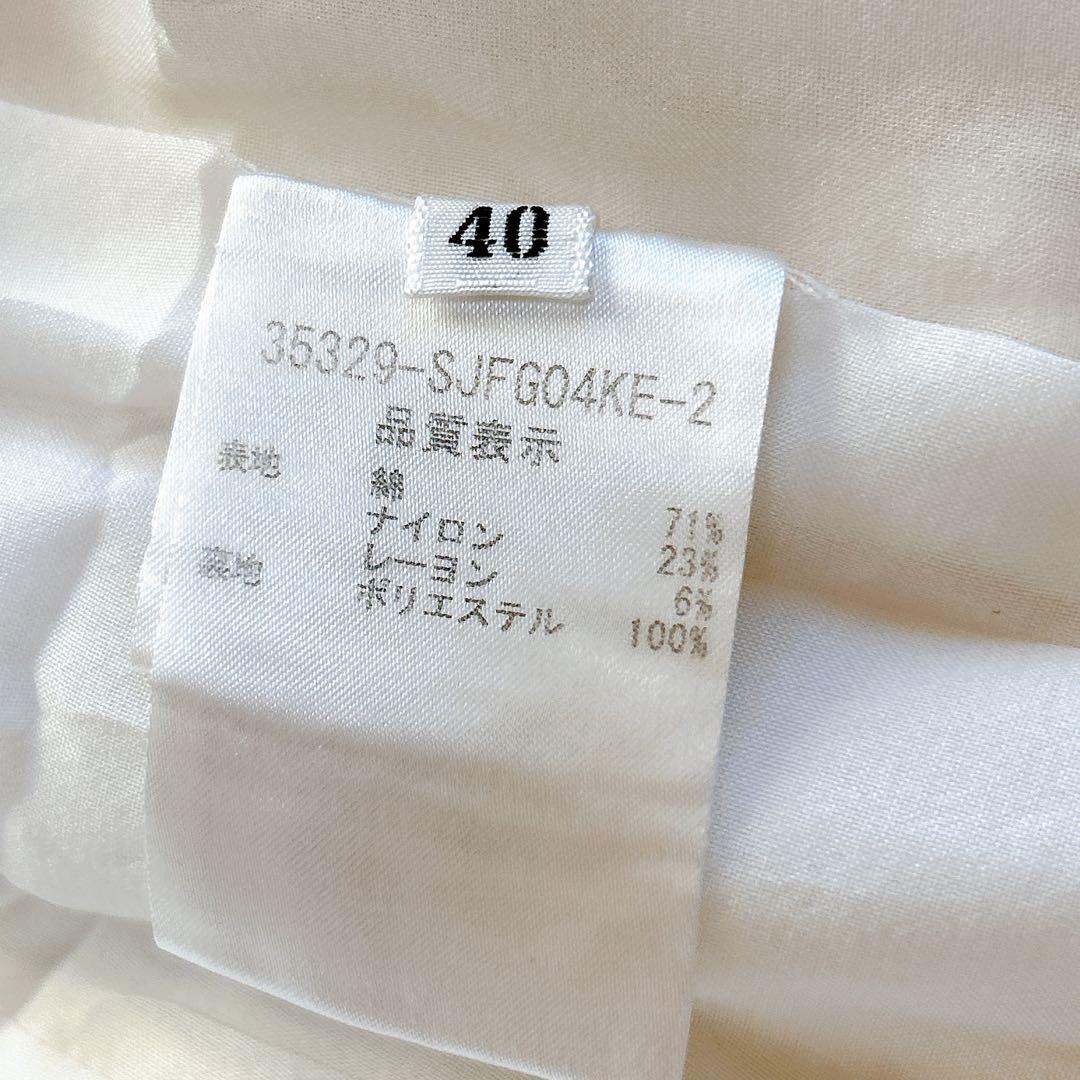 40
35329-SJFG04KE-2
品質表示
表地 綿 71%
ナイロン 23%
レーヨン 6%
裏地 ポリエステル 100%